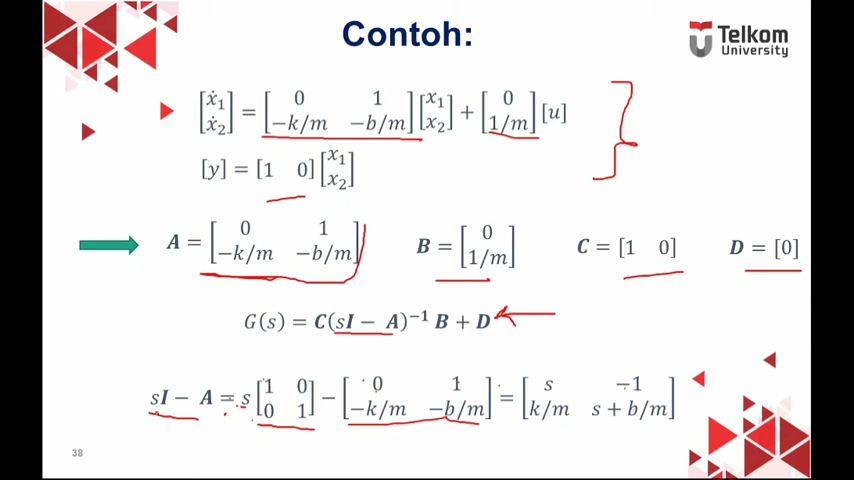 Contoh:
Telkom
University
[ẋ₁; ẋ₂] = [0 1; −k/m −b/m] [x₁; x₂] + [0; 1/m] [u]
[y] = [1 0] [x₁; x₂]
A = [0 1; −k/m −b/m] B = [0; 1/m] C = [1 0] D = [0]
G(s) = C(sI − A)⁻¹ B + D
sI − A = s [1 0; 0 1] − [0 1; −k/m −b/m] = [s −1; k/m s + b/m]
38